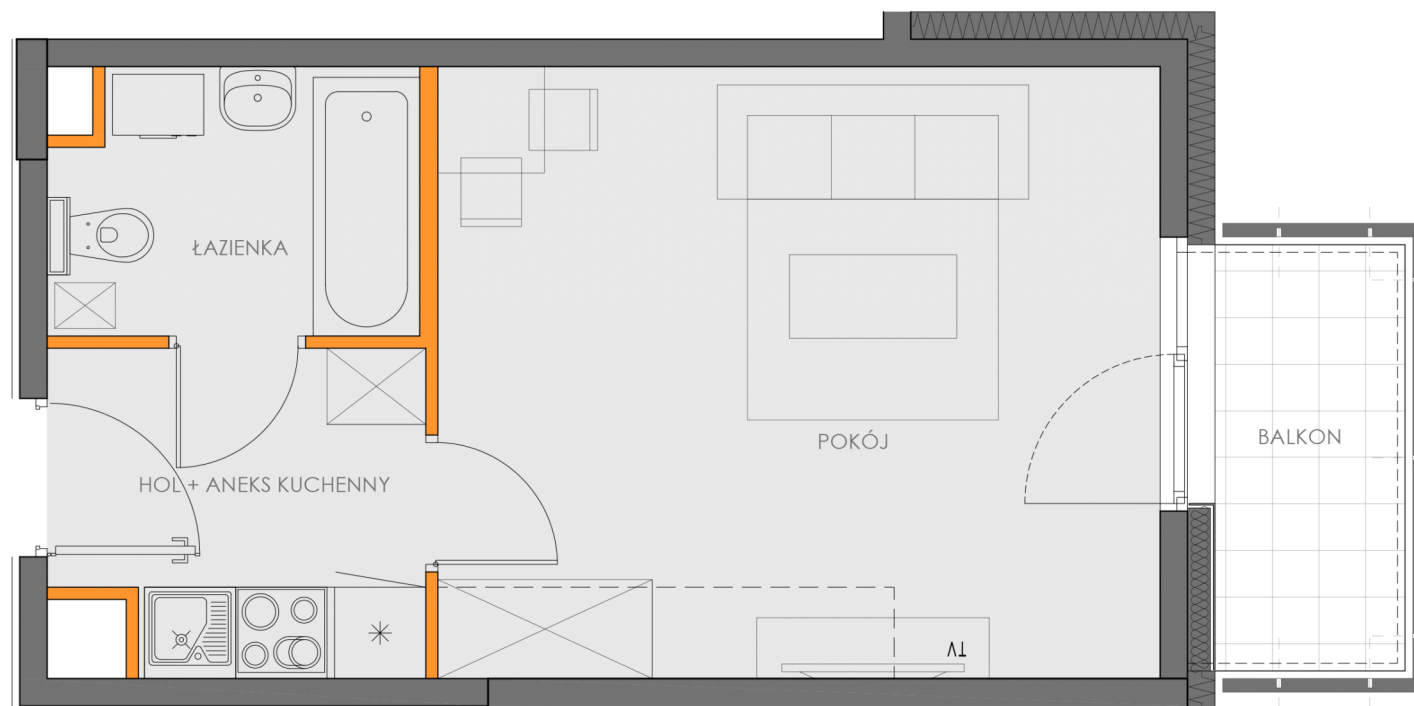 ŁAZIENKA
POKÓJ
BALKON
HOL + ANEKS KUCHENNY
TV